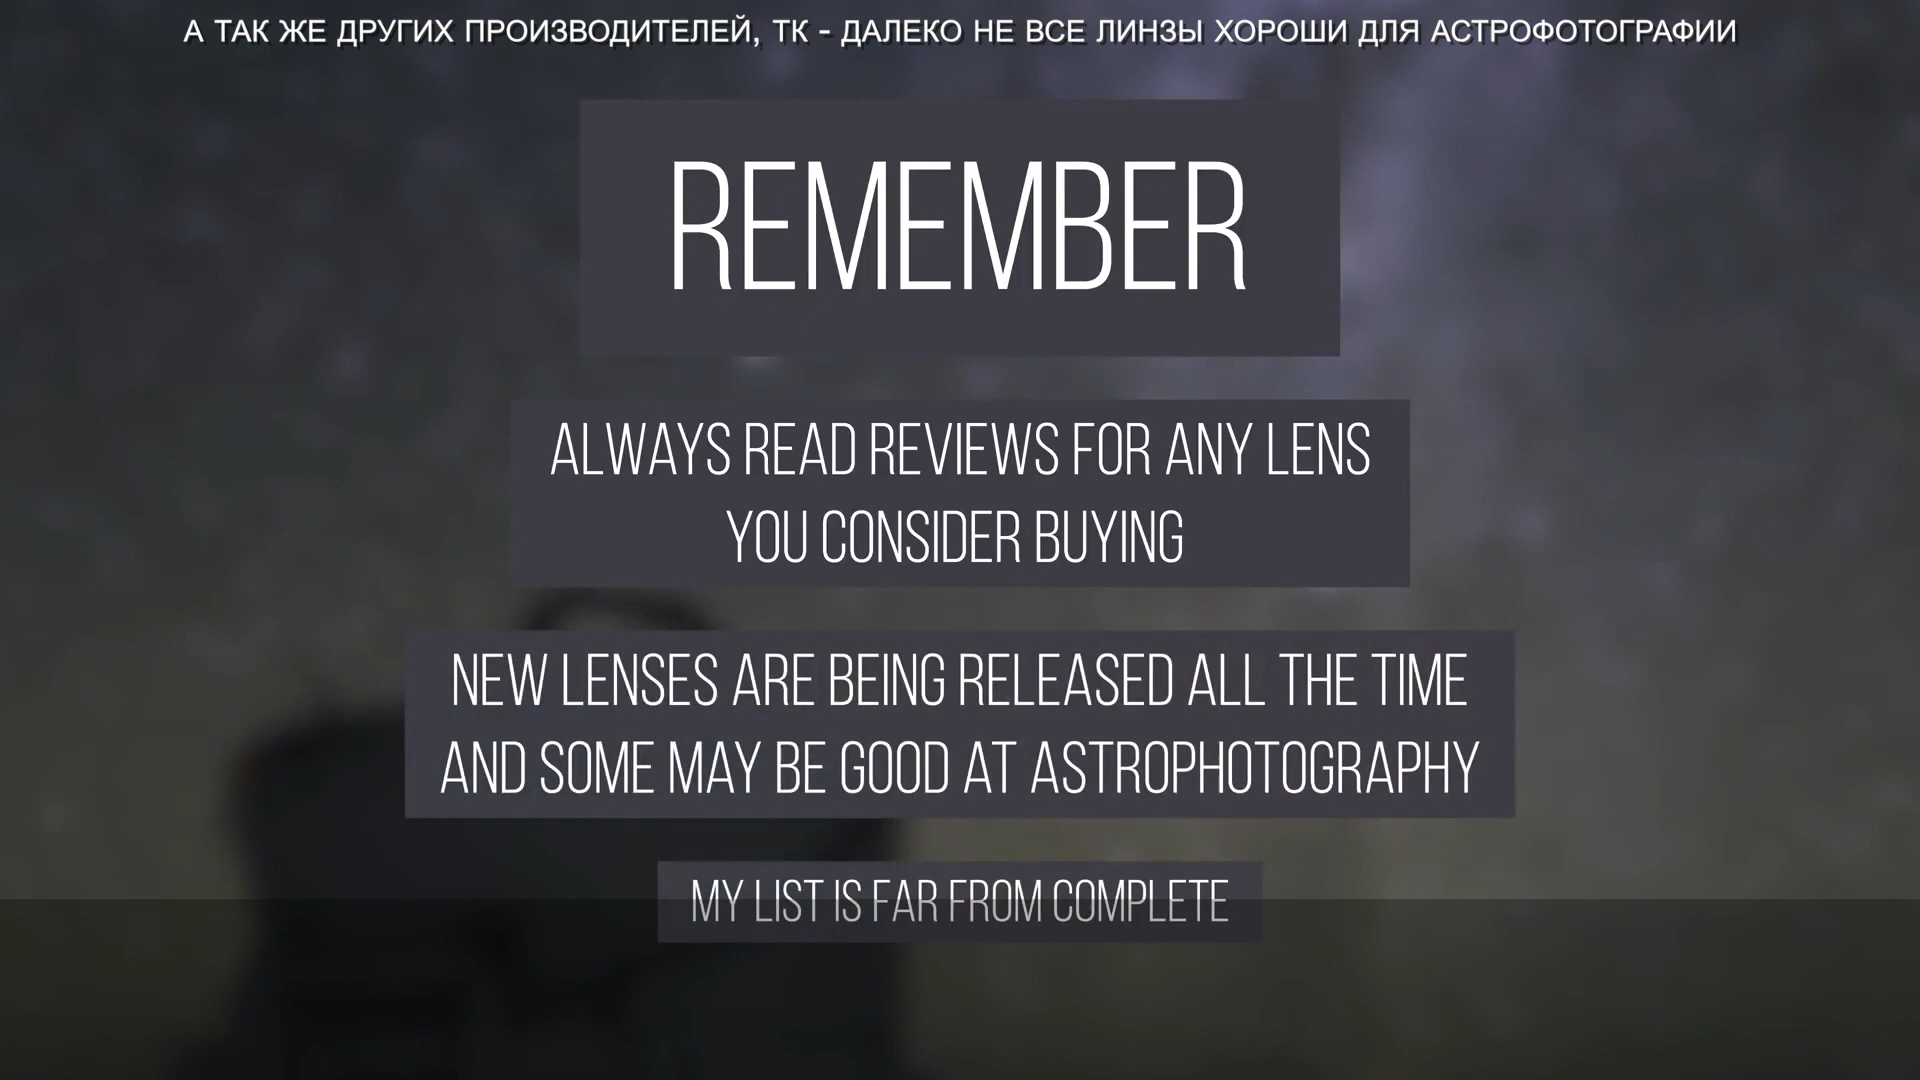 А ТАК ЖЕ ДРУГИХ ПРОИЗВОДИТЕЛЕЙ, ТК - ДАЛЕКО НЕ ВСЕ ЛИНЗЫ ХОРОШИ ДЛЯ АСТРОФОТОГРАФИИ
REMEMBER
ALWAYS READ REVIEWS FOR ANY LENS
YOU CONSIDER BUYING
NEW LENSES ARE BEING RELEASED ALL THE TIME
AND SOME MAY BE GOOD AT ASTROPHOTOGRAPHY
MY LIST IS FAR FROM COMPLETE